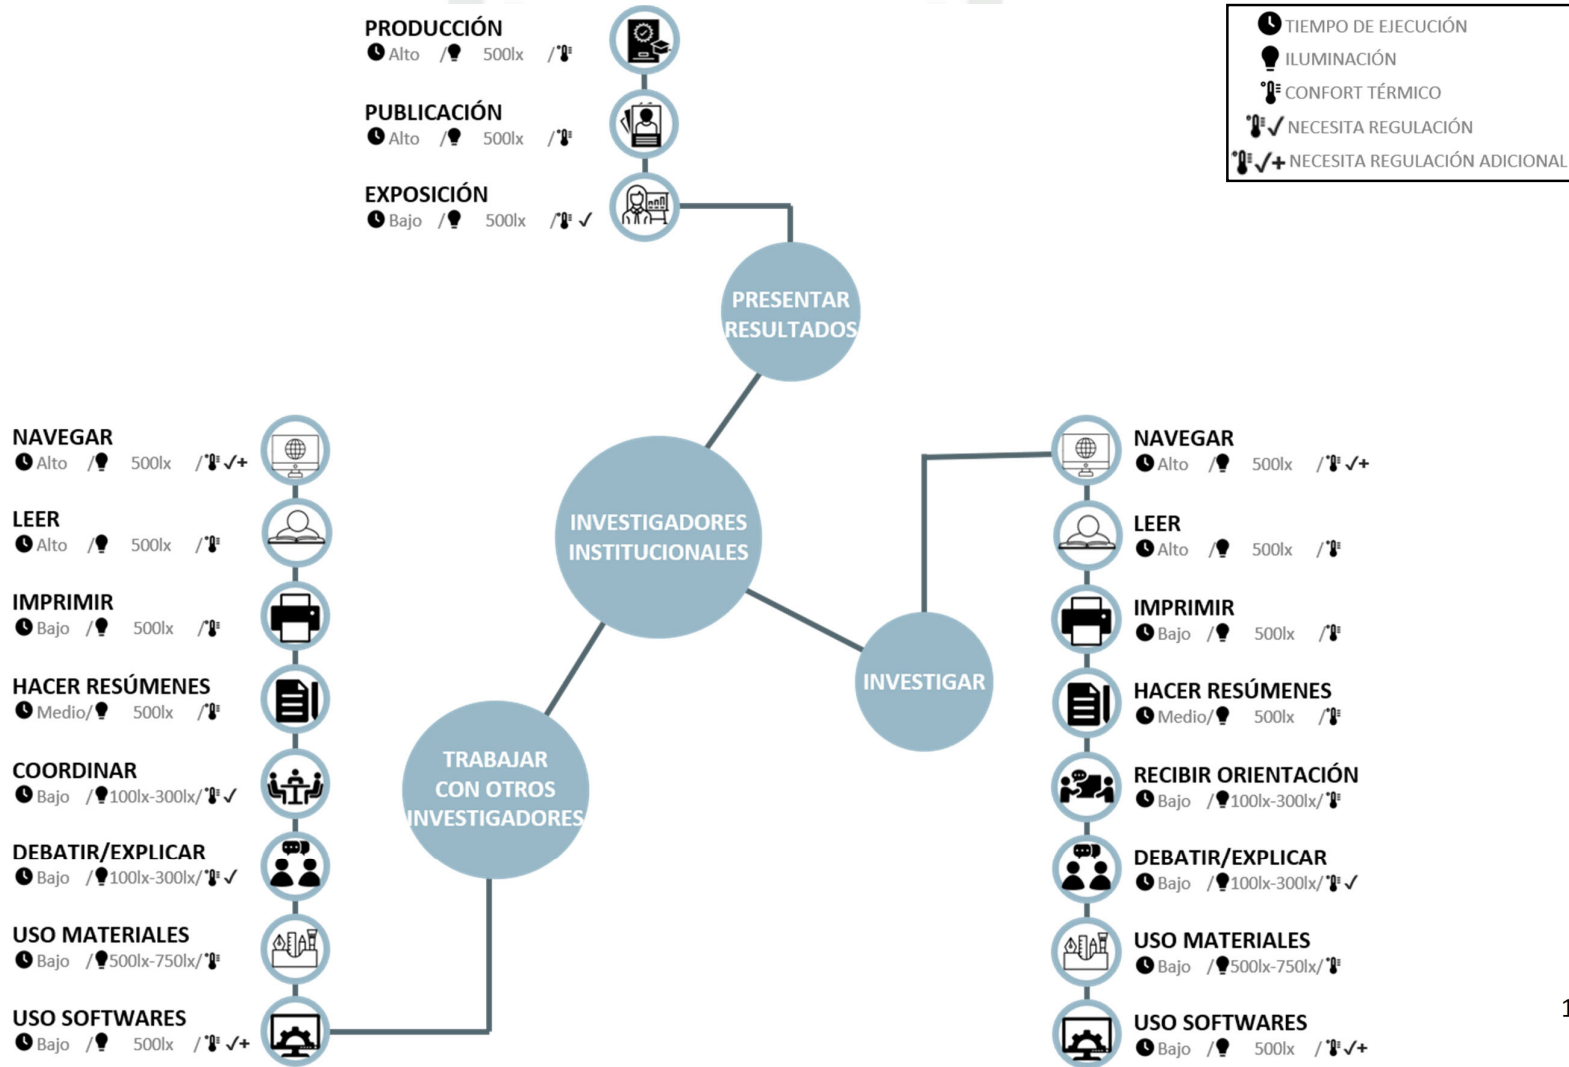 PRODUCCIÓN
Alto / 500lx /
PUBLICACIÓN
Alto / 500lx /
EXPOSICIÓN
Bajo / 500lx / ✓
TIEMPO DE EJECUCIÓN
ILUMINACIÓN
CONFORT TÉRMICO
✓ NECESITA REGULACIÓN
✓+ NECESITA REGULACIÓN ADICIONAL
PRESENTAR
RESULTADOS
INVESTIGADORES
INSTITUCIONALES
INVESTIGAR
TRABAJAR
CON OTROS
INVESTIGADORES
NAVEGAR
Alto / 500lx / ✓+
LEER
Alto / 500lx /
IMPRIMIR
Bajo / 500lx /
HACER RESÚMENES
Medio/ 500lx /
COORDINAR
Bajo / 100lx-300lx/ ✓
DEBATIR/EXPLICAR
Bajo / 100lx-300lx/ ✓
USO MATERIALES
Bajo / 500lx-750lx/
USO SOFTWARES
Bajo / 500lx / ✓+
NAVEGAR
Alto / 500lx / ✓+
LEER
Alto / 500lx /
IMPRIMIR
Bajo / 500lx /
HACER RESÚMENES
Medio/ 500lx /
RECIBIR ORIENTACIÓN
Bajo / 100lx-300lx/
DEBATIR/EXPLICAR
Bajo / 100lx-300lx/ ✓
USO MATERIALES
Bajo / 500lx-750lx/
USO SOFTWARES
Bajo / 500lx / ✓+
1